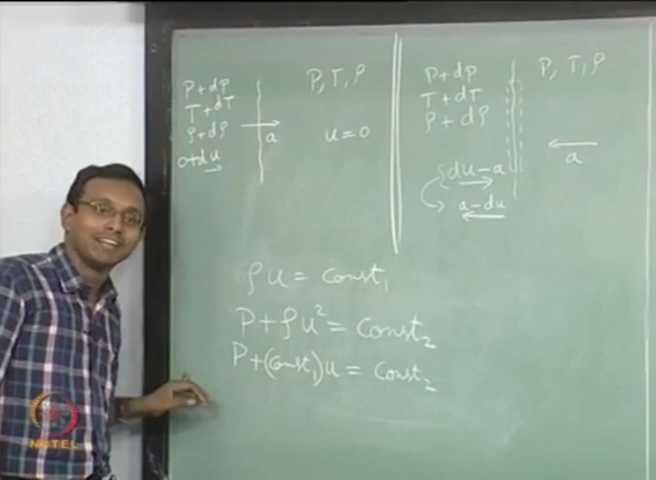 P+dP
T+dT
ρ+dρ
0+du
a
P, T, ρ
u=0
P+dP
T+dT
ρ+dρ
du-a
a-du
P, T, ρ
a
ρu = Const₁
P+ρu² = Const₂
P+(Const₁)u = Const₂
NPTEL